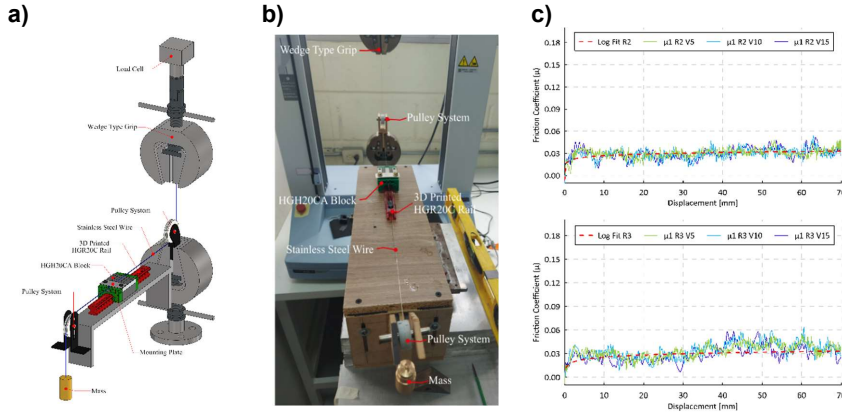 a)
Load Cell
Wedge Type Grip
Pulley System
Stainless Steel Wire
3D Printed
HGR20C Rail
HGH20CA Block
Pulley System
Mounting Plate
Mass
b)
Wedge Type Grip
Pulley System
HGH20CA Block
3D Printed
HGR20C Rail
Stainless Steel Wire
Pulley System
Mass
c)
Log Fit R2 μ1 R2 V5 μ1 R2 V10 μ1 R2 V15
Friction Coefficient (μ)
0.18
0.15
0.12
0.09
0.06
0.03
0.00
0 10 20 30 40 50 60 70
Displacement [mm]
Log Fit R3 μ1 R3 V5 μ1 R3 V10 μ1 R3 V15
Friction Coefficient (μ)
0.18
0.15
0.12
0.09
0.06
0.03
0.00
0 10 20 30 40 50 60 70
Displacement [mm]